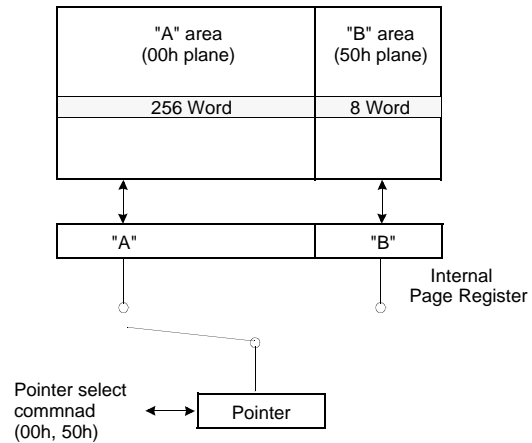 "A" area
(00h plane)
"B" area
(50h plane)
256 Word
8 Word
"A"
"B"
Internal
Page Register
Pointer select
commnad
(00h, 50h)
Pointer